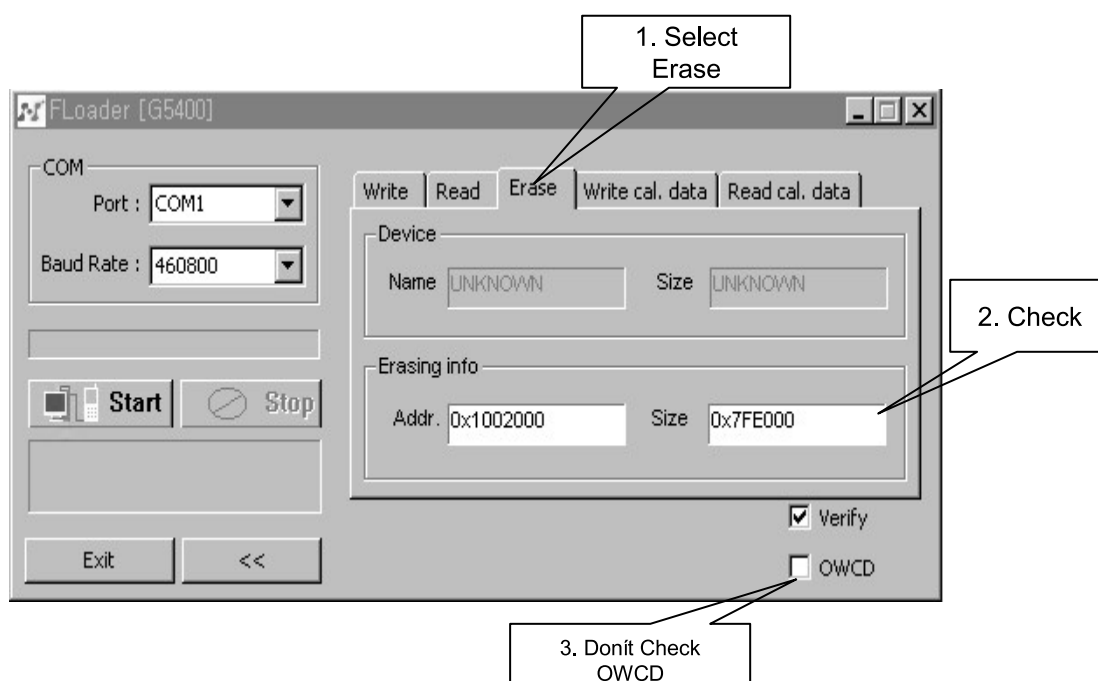 1. Select
Erase
FLoader [G5400]
COM
Port : COM1
Baud Rate : 460800
Start Stop
Exit <<
Write Read Erase Write cal. data Read cal. data
Device
Name UNKNOWN Size UNKNOWN
Erasing info
Addr. 0x1002000 Size 0x7FE000
Verify
OWCD
2. Check
3. Donít Check
OWCD